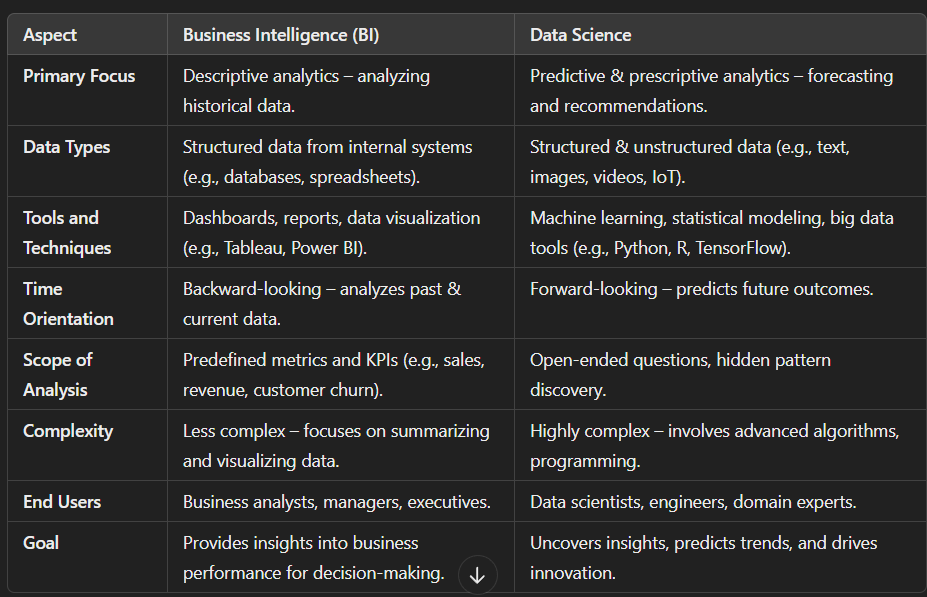 Aspect
Business Intelligence (BI)
Data Science
Primary Focus
Descriptive analytics – analyzing
historical data.
Predictive & prescriptive analytics – forecasting
and recommendations.
Data Types
Structured data from internal systems
(e.g., databases, spreadsheets).
Structured & unstructured data (e.g., text,
images, videos, IoT).
Tools and
Techniques
Dashboards, reports, data visualization
(e.g., Tableau, Power BI).
Machine learning, statistical modeling, big data
tools (e.g., Python, R, TensorFlow).
Time
Orientation
Backward-looking – analyzes past &
current data.
Forward-looking – predicts future outcomes.
Scope of
Analysis
Predefined metrics and KPIs (e.g., sales,
revenue, customer churn).
Open-ended questions, hidden pattern
discovery.
Complexity
Less complex – focuses on summarizing
and visualizing data.
Highly complex – involves advanced algorithms,
programming.
End Users
Business analysts, managers, executives.
Data scientists, engineers, domain experts.
Goal
Provides insights into business
performance for decision-making.
Uncovers insights, predicts trends, and drives
innovation.